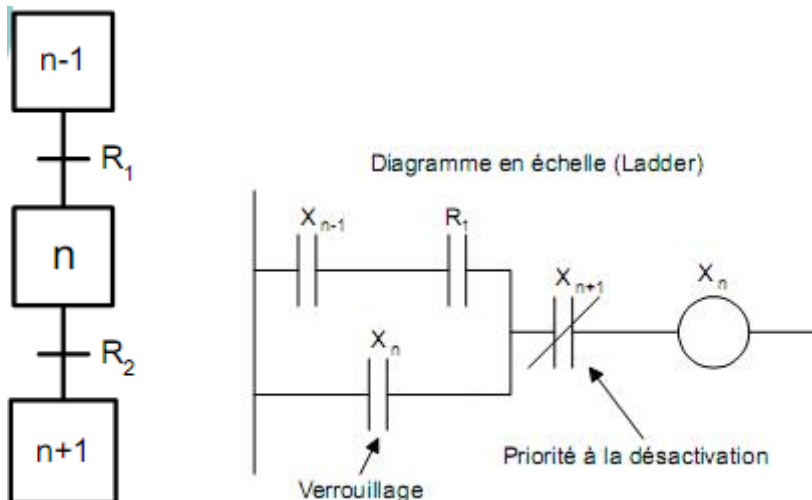 n-1
R1
n
R2
n+1
Diagramme en échelle (Ladder)
Xn-1
R1
Xn+1
Xn
Xn
Priorité à la désactivation
Verrouillage